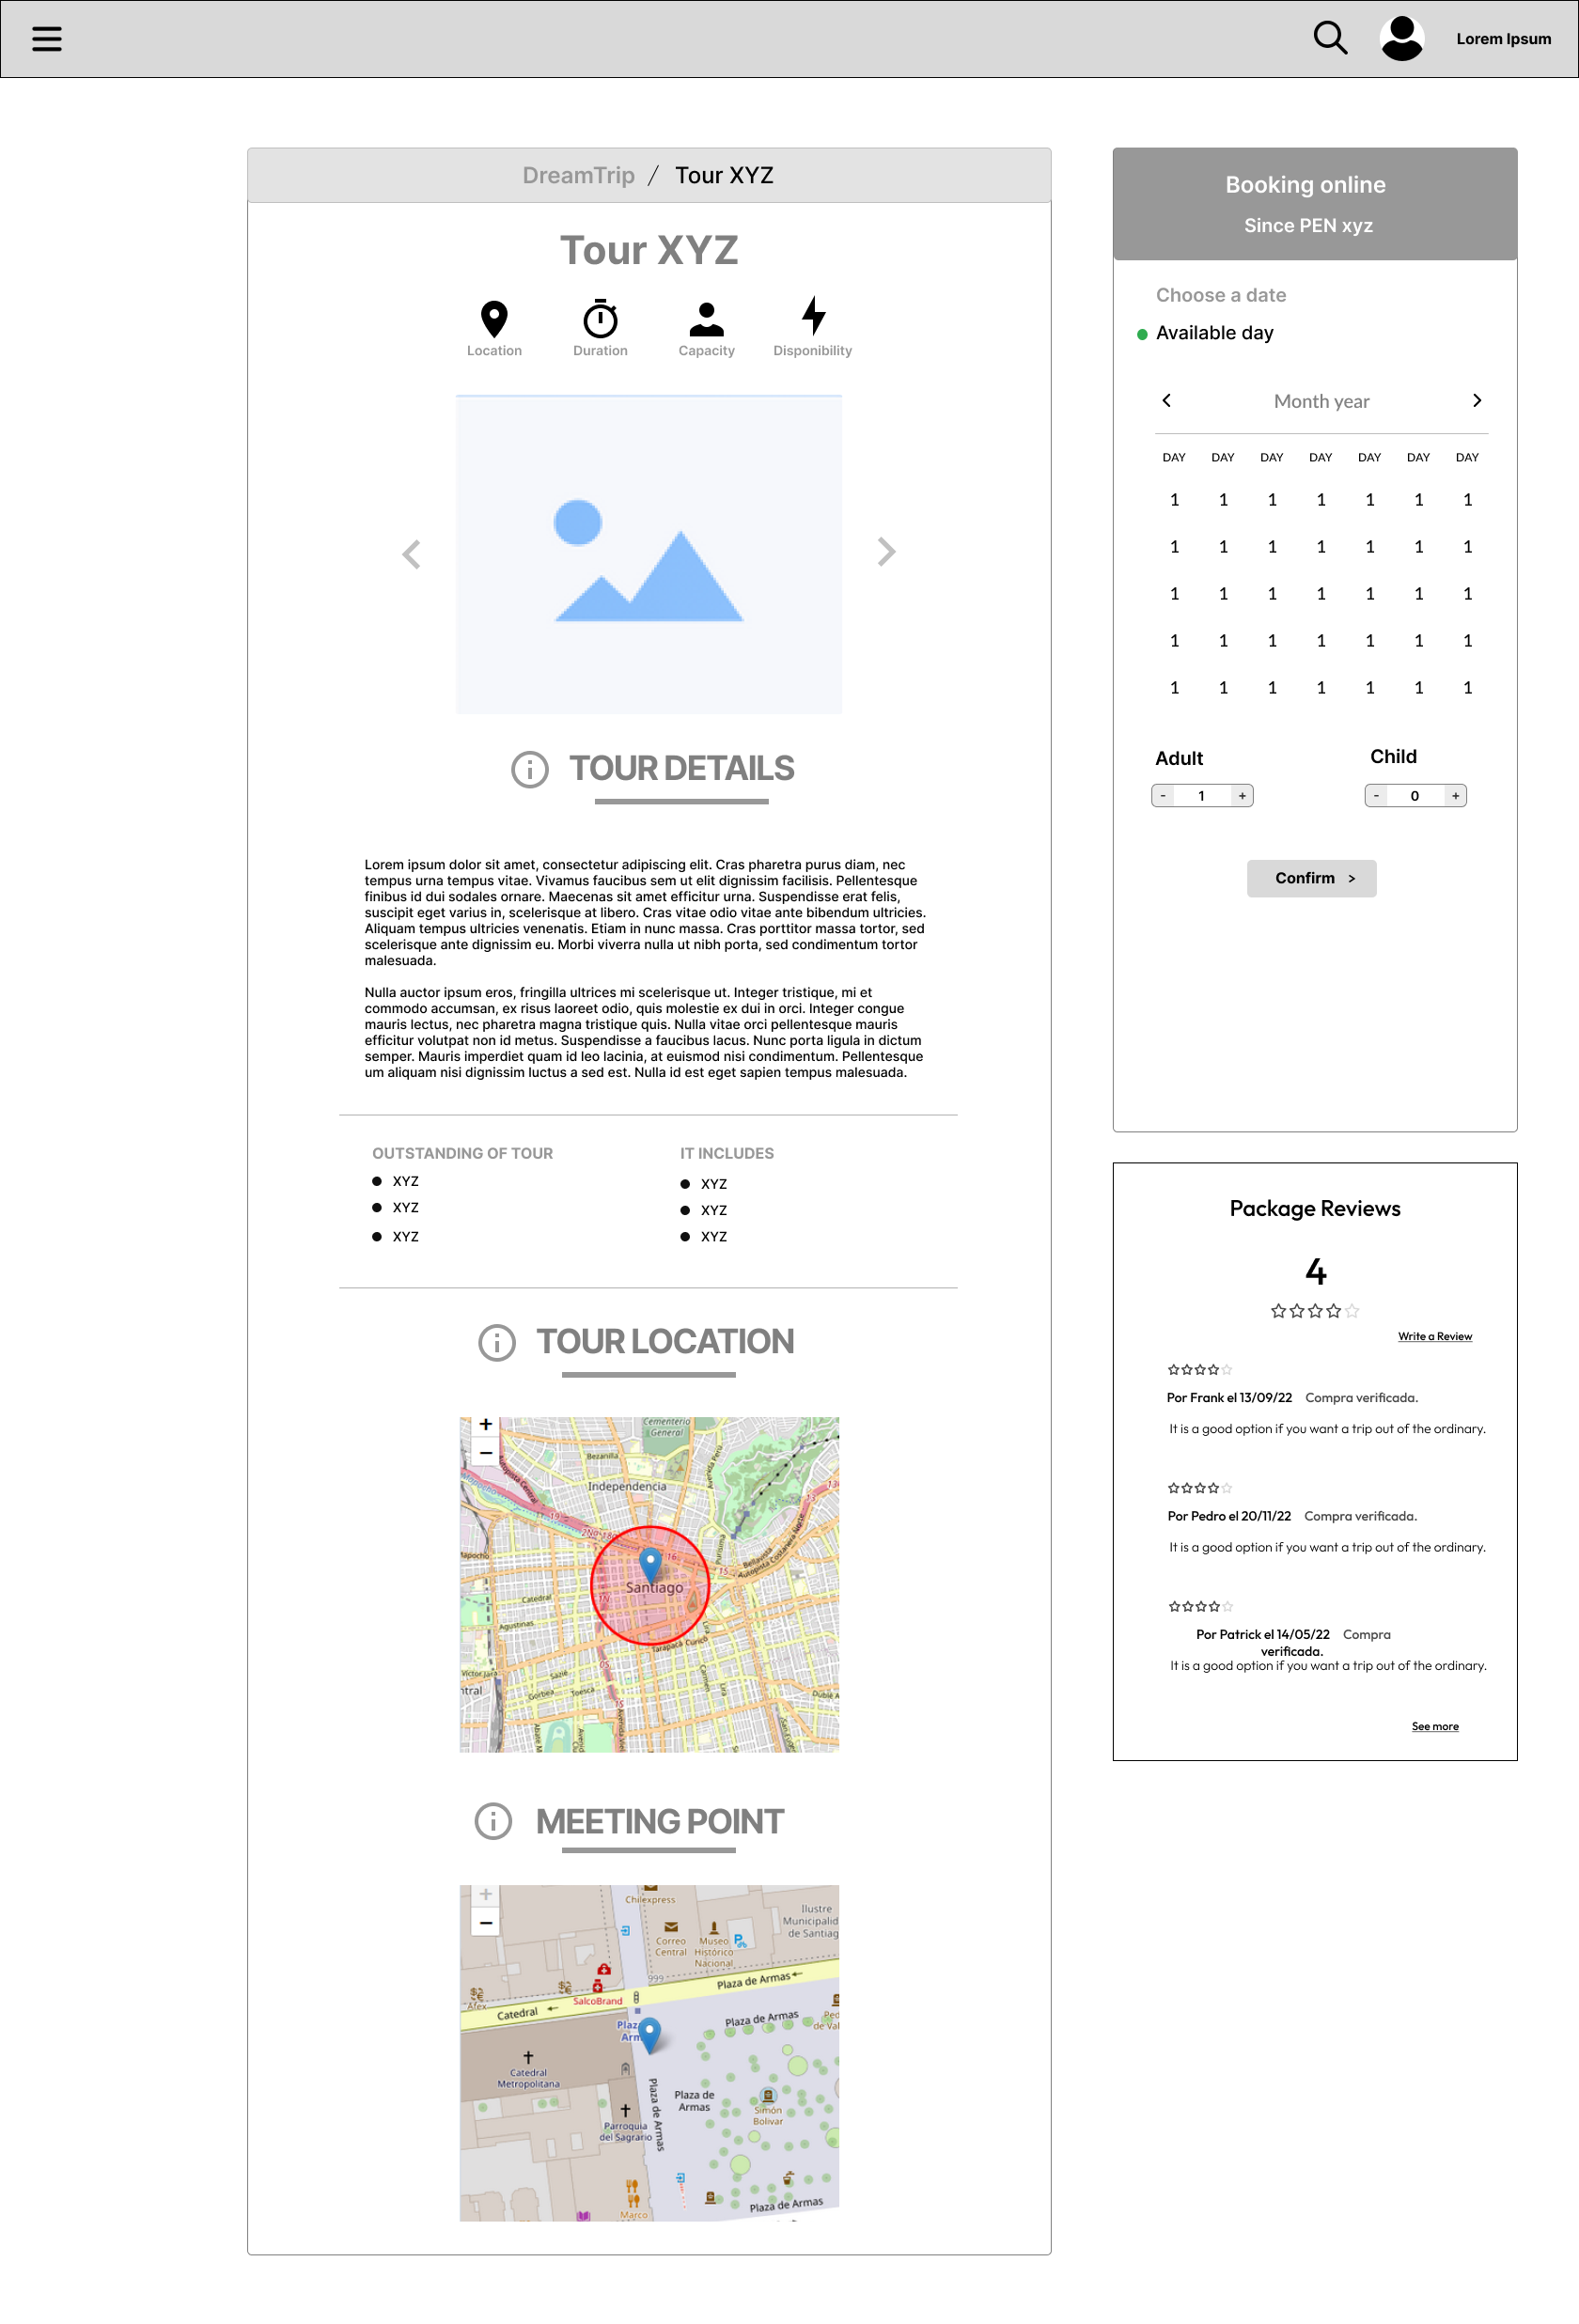 Lorem Ipsum
DreamTrip / Tour XYZ
Tour XYZ
Location Duration Capacity Disponibility
TOUR DETAILS
Lorem ipsum dolor sit amet, consectetur adipiscing elit. Cras pharetra purus diam, nec
tempus urna tempus vitae. Vivamus faucibus sem ut elit dignissim facilisis. Pellentesque
finibus id dui sodales ornare. Maecenas sit amet efficitur urna. Suspendisse erat felis,
suscipit eget varius in, scelerisque at libero. Cras vitae odio vitae ante bibendum ultricies.
Aliquam tempus ultricies venenatis. Etiam in nunc massa. Cras porttitor massa tortor, sed
scelerisque ante dignissim eu. Morbi viverra nulla ut nibh porta, sed condimentum tortor
malesuada.
Nulla auctor ipsum eros, fringilla ultrices mi scelerisque ut. Integer tristique, mi et
commodo accumsan, ex risus laoreet odio, quis molestie ex dui in orci. Integer congue
mauris lectus, nec pharetra magna tristique quis. Nulla vitae orci pellentesque mauris
efficitur volutpat non id metus. Suspendisse a faucibus lacus. Nunc porta ligula in dictum
semper. Mauris imperdiet quam id leo lacinia, at euismod nisi condimentum. Pellentesque
um aliquam nisi dignissim luctus a sed est. Nulla id est eget sapien tempus malesuada.
OUTSTANDING OF TOUR
XYZ
XYZ
XYZ
IT INCLUDES
XYZ
XYZ
XYZ
TOUR LOCATION
+
−
Cementerio
General
Bezanilla
Independencia
Santiago
Catedral
Agustinas
Tarapacá
Curicó
Sazié
Gorbea
Toesca
Carmen
Lira
MEETING POINT
+
−
Chilexpress
Ilustre
Municipalid
de Santiag
Correo
Central
Museo
Histórico
Nacional
999
Plaza de Armas
Afex
SalcoBrand
Catedral
Plaza de Armas
Catedral
Metropolitana
Plaza de
Armas
Plaza de Armas
Simón
Bolivar
Parroquia
del Sagrario
Marco
Plaza de Armas
Booking online
Since PEN xyz
Choose a date
Available day
Month year
DAY DAY DAY DAY DAY DAY DAY
1 1 1 1 1 1 1
1 1 1 1 1 1 1
1 1 1 1 1 1 1
1 1 1 1 1 1 1
1 1 1 1 1 1 1
Adult Child
- 1 + - 0 +
Confirm >
Package Reviews
4
Write a Review
Por Frank el 13/09/22 Compra verificada.
It is a good option if you want a trip out of the ordinary.
Por Pedro el 20/11/22 Compra verificada.
It is a good option if you want a trip out of the ordinary.
Por Patrick el 14/05/22 Compra
verificada.
It is a good option if you want a trip out of the ordinary.
See more